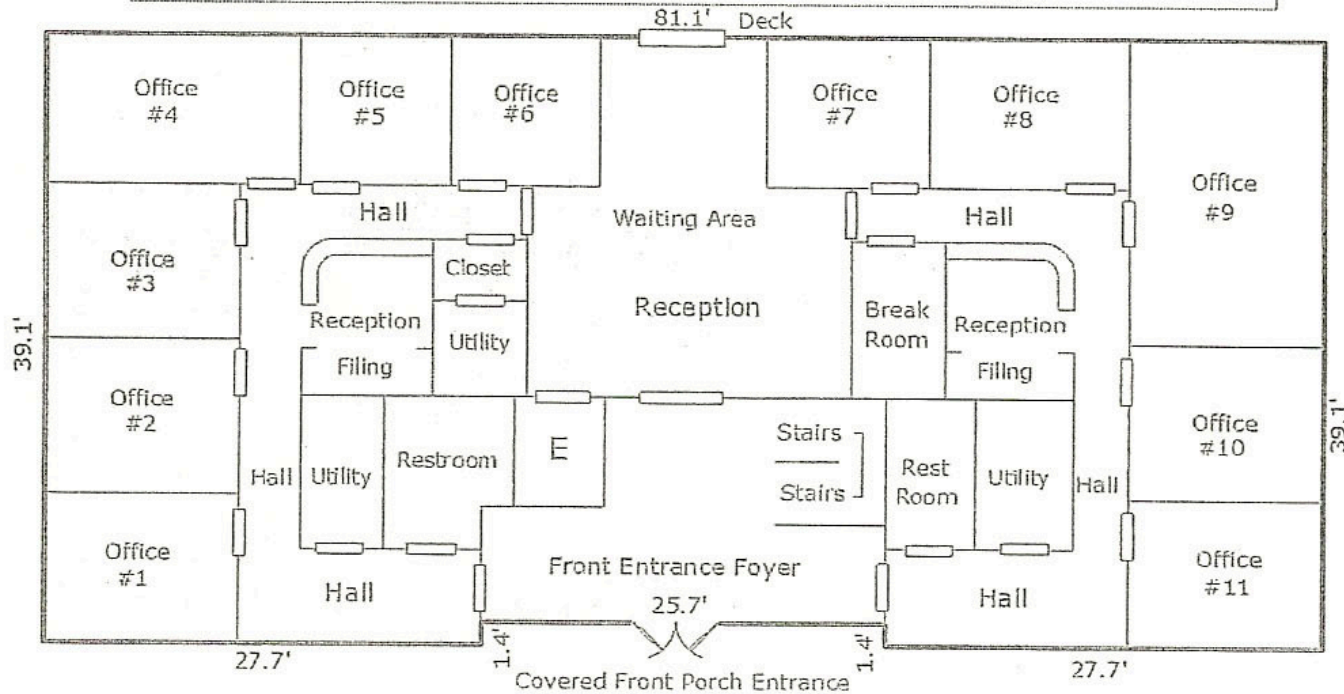 81.1' Deck
Office
#4
Office
#5
Office
#6
Office
#7
Office
#8
Office
#9
Hall
Waiting Area
Hall
Office
#3
Closet
Reception
Reception
Filing
Utility
Break
Room
Reception
Filing
39.1'
39.1'
Office
#2
Office
#10
Hall
Utility
Restroom
E
Stairs
Stairs
Rest
Room
Utility
Hall
Office
#1
Hall
Front Entrance Foyer
25.7'
Hall
Office
#11
27.7'
1.4'
1.4'
27.7'
Covered Front Porch Entrance